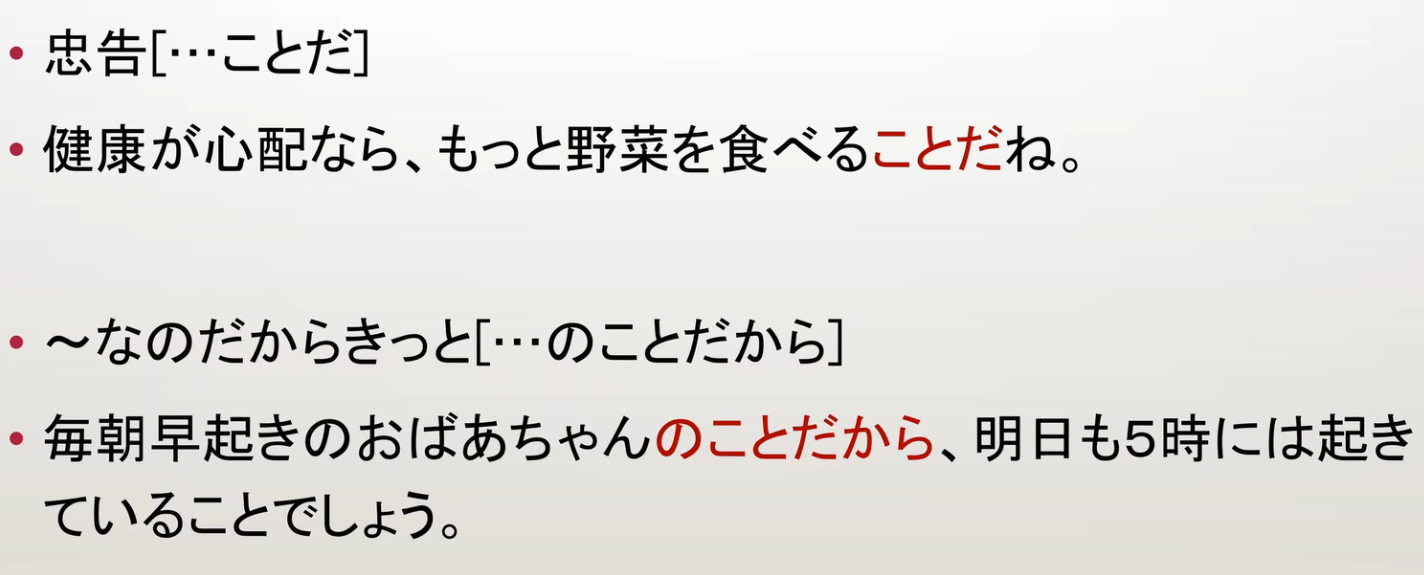 • 忠告[…ことだ]
• 健康が心配なら、もっと野菜を食べることだね。
• ～なのだからきっと[…のことだから]
• 毎朝早起きのおばあちゃんのことだから、明日も５時には起き
ていることでしょう。